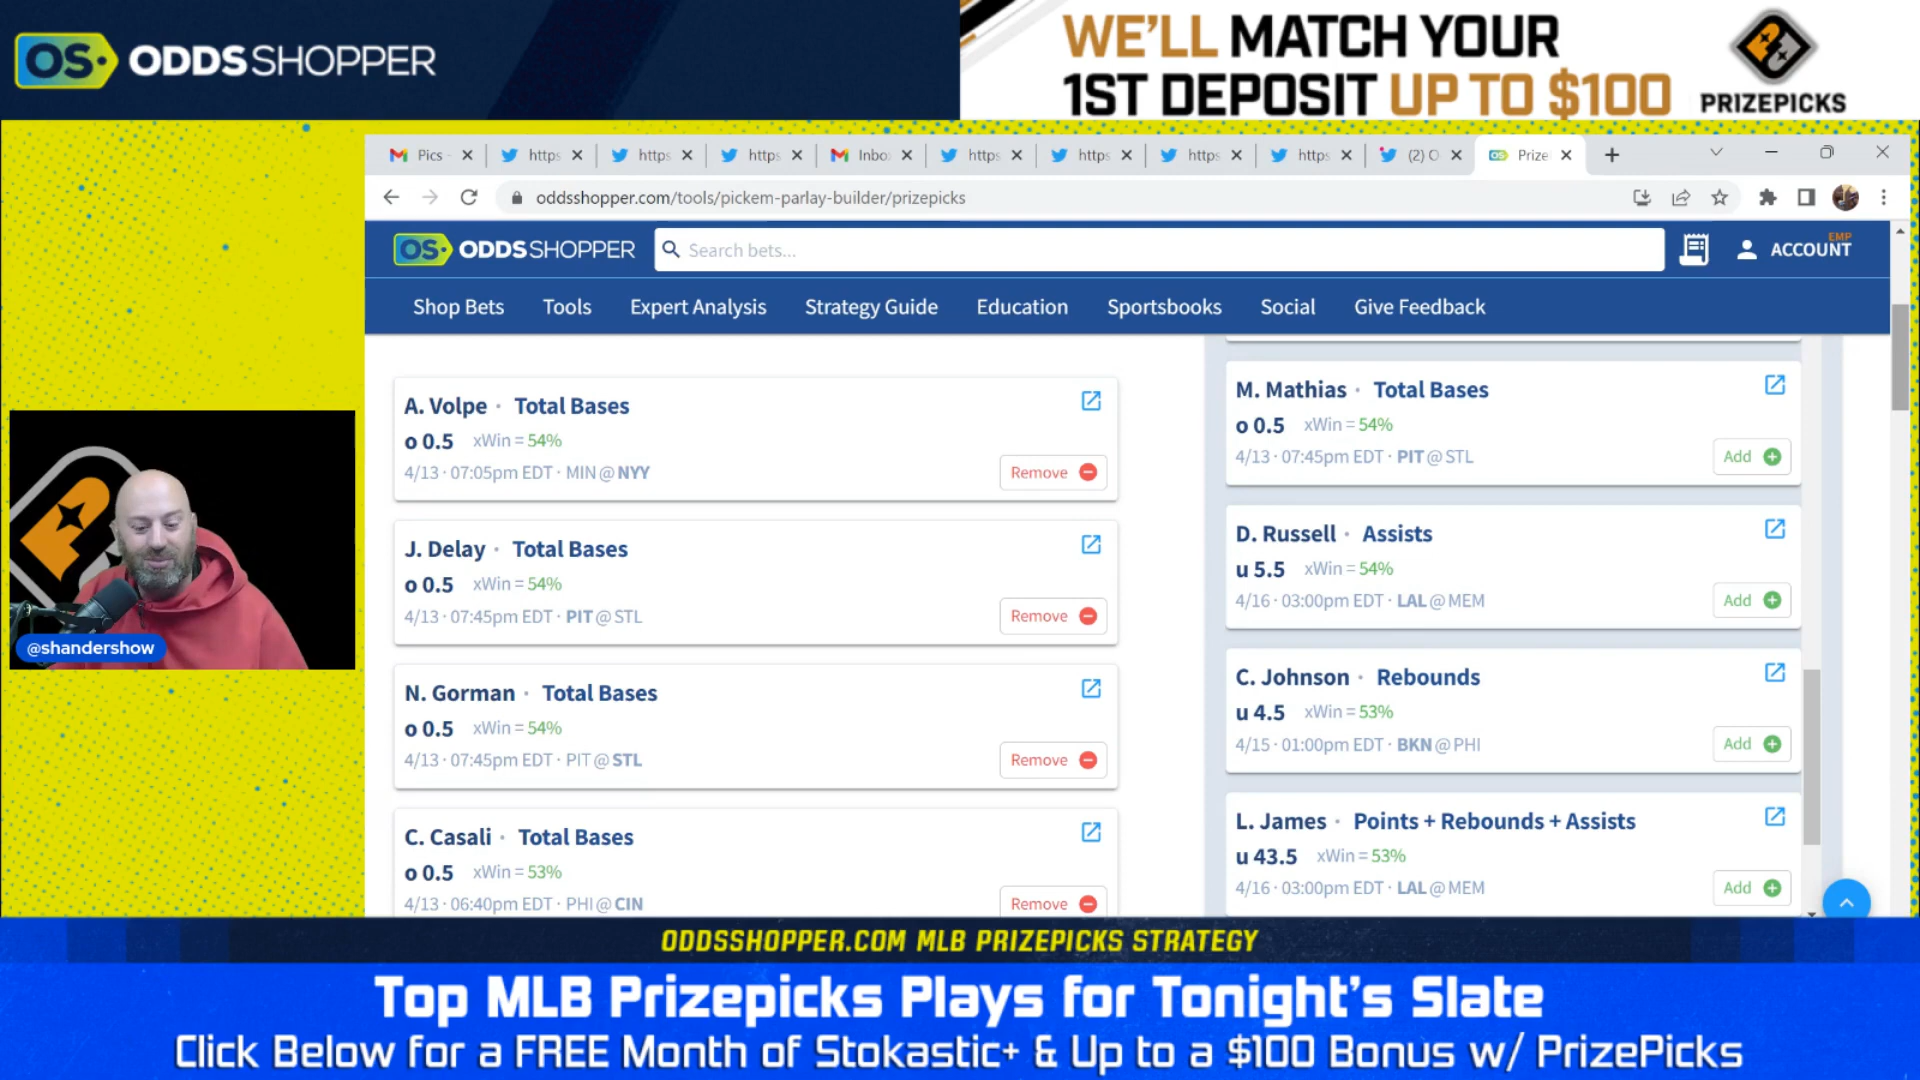 OS ODDSSHOPPER
WE'LL MATCH YOUR
1ST DEPOSIT UP TO $100
PRIZEPICKS
Pics
https
https
https
Inbo
https
https
https
https
(2) O
Prize
oddsshopper.com/tools/pickem-parlay-builder/prizepicks
OS ODDSSHOPPER
Search bets...
EMP
ACCOUNT
Shop Bets
Tools
Expert Analysis
Strategy Guide
Education
Sportsbooks
Social
Give Feedback
A. Volpe · Total Bases
o 0.5 xWin = 54%
4/13 · 07:05pm EDT · MIN @ NYY
Remove
J. Delay · Total Bases
o 0.5 xWin = 54%
4/13 · 07:45pm EDT · PIT @ STL
Remove
N. Gorman · Total Bases
o 0.5 xWin = 54%
4/13 · 07:45pm EDT · PIT @ STL
Remove
C. Casali · Total Bases
o 0.5 xWin = 53%
4/13 · 06:40pm EDT · PHI @ CIN
Remove
M. Mathias · Total Bases
o 0.5 xWin = 54%
4/13 · 07:45pm EDT · PIT @ STL
Add
D. Russell · Assists
u 5.5 xWin = 54%
4/16 · 03:00pm EDT · LAL @ MEM
Add
C. Johnson · Rebounds
u 4.5 xWin = 53%
4/15 · 01:00pm EDT · BKN @ PHI
Add
L. James · Points + Rebounds + Assists
u 43.5 xWin = 53%
4/16 · 03:00pm EDT · LAL @ MEM
Add
@shandershow
ODDSSHOPPER.COM MLB PRIZEPICKS STRATEGY
Top MLB Prizepicks Plays for Tonight's Slate
Click Below for a FREE Month of Stokastic+ & Up to a $100 Bonus w/ PrizePicks